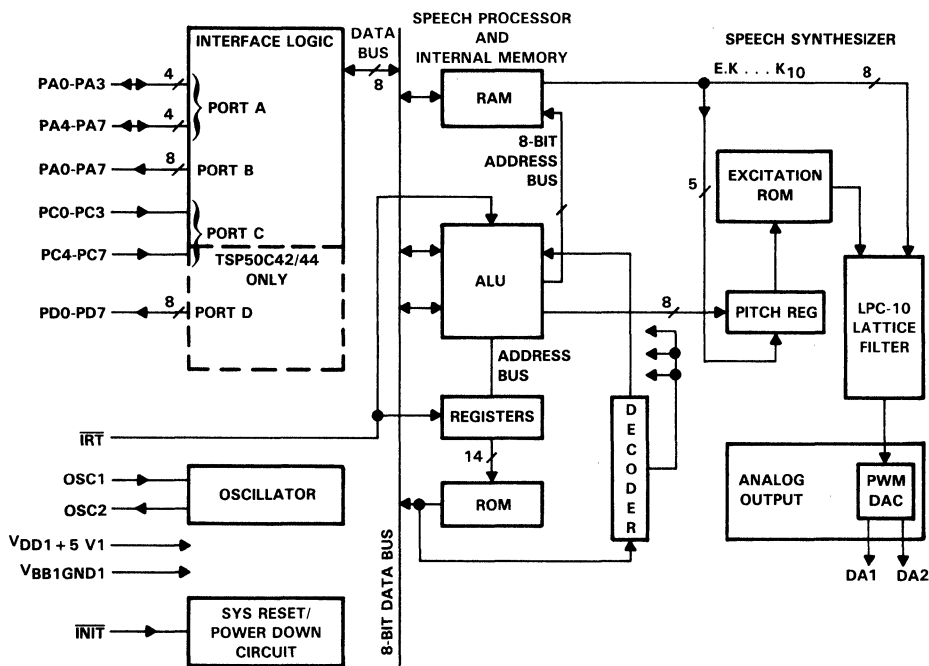 SPEECH PROCESSOR
AND
INTERNAL MEMORY
SPEECH SYNTHESIZER
INTERFACE LOGIC
DATA
BUS
8
E.K . . . K10
8
PA0-PA3
4
PORT A
PA4-PA7
4
PA0-PA7
8
PORT B
PC0-PC3
PORT C
PC4-PC7
TSP50C42/44
ONLY
PD0-PD7
8
PORT D
RAM
8-BIT
ADDRESS
BUS
5
EXCITATION
ROM
ALU
8
PITCH REG
LPC-10
LATTICE
FILTER
ADDRESS
BUS
REGISTERS
14
ROM
DECODER
IRT
OSC1
OSC2
OSCILLATOR
VDD1 + 5 V1
VBB1GND1
INIT
SYS RESET/
POWER DOWN
CIRCUIT
8-BIT DATA BUS
ANALOG
OUTPUT
PWM
DAC
DA1
DA2